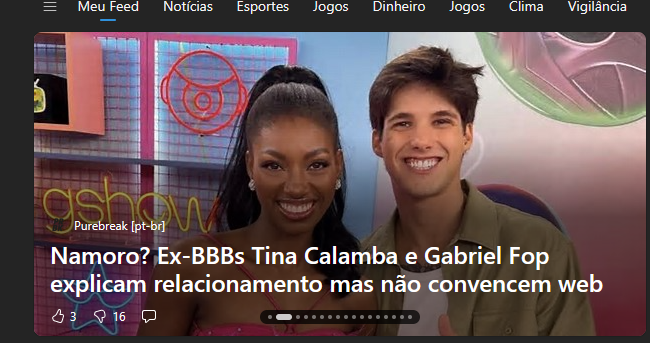 Meu Feed Notícias Esportes Jogos Dinheiro Jogos Clima Vigilância
gshow
Purebreak [pt-br]
Namoro? Ex-BBBs Tina Calamba e Gabriel Fop
explicam relacionamento mas não convencem web
3 16